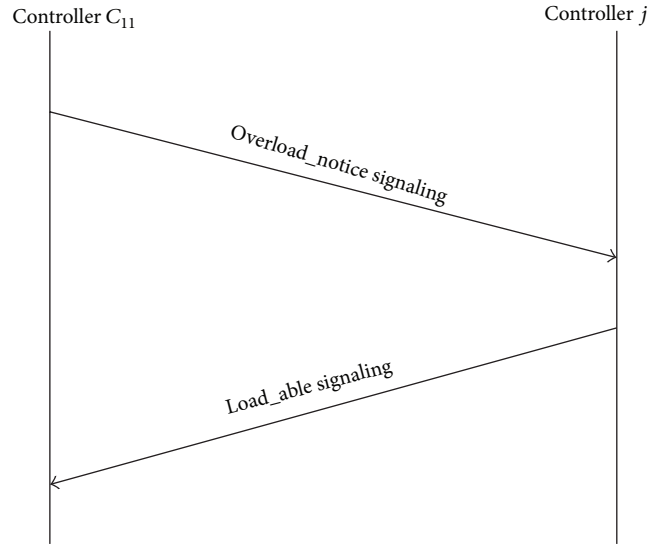 Controller C₁₁
Controller j
Overload_notice signaling
Load_able signaling